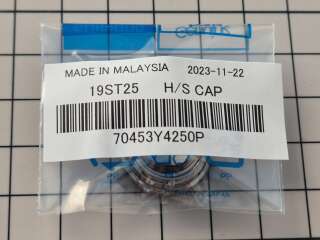 MADE IN MALAYSIA 2023-11-22
19ST25 H/S CAP
70453Y4250P